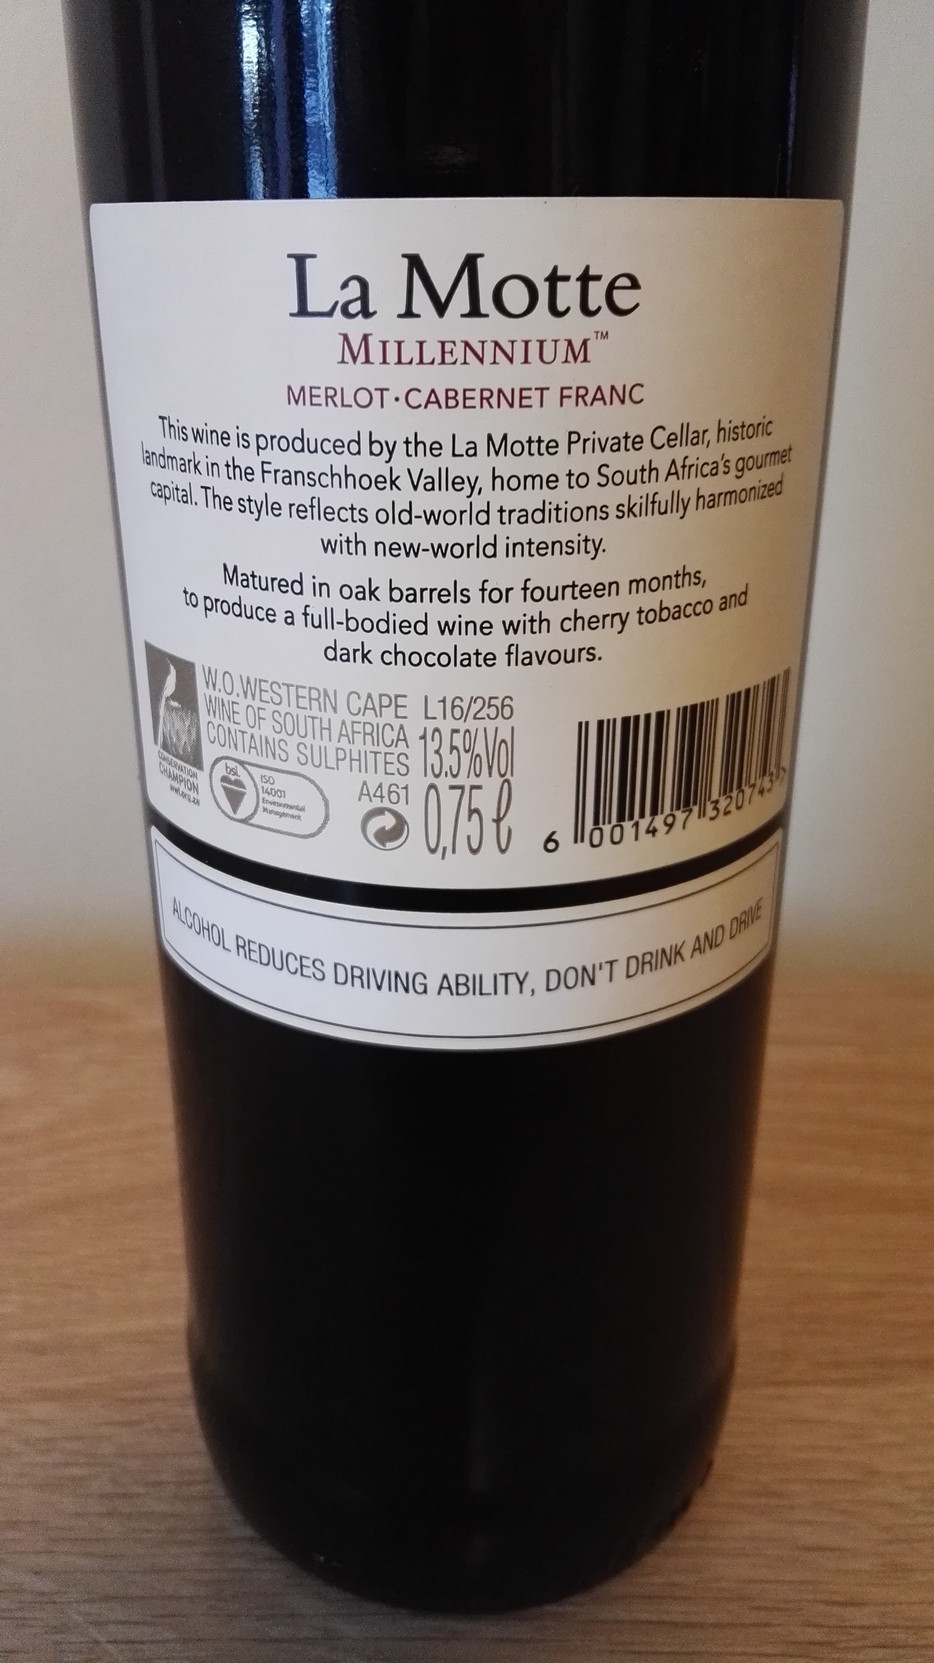 La Motte
MILLENNIUM™
MERLOT·CABERNET FRANC
This wine is produced by the La Motte Private Cellar, historic
landmark in the Franschhoek Valley, home to South Africa's gourmet
capital. The style reflects old-world traditions skilfully harmonized
with new-world intensity.
Matured in oak barrels for fourteen months,
to produce a full-bodied wine with cherry tobacco and
dark chocolate flavours.
W.O.WESTERN CAPE L16/256
WINE OF SOUTH AFRICA
CONTAINS SULPHITES 13.5%Vol
CONSERVATION
CHAMPION
bsi.
ISO
14001
Environmental
Management
A461
0,75 ℓ
6 001497 320743 >
ALCOHOL REDUCES DRIVING ABILITY, DON'T DRINK AND DRIVE